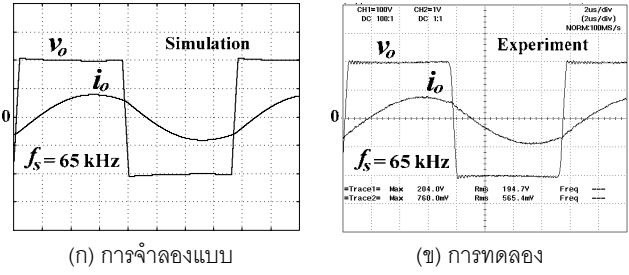 Simulation
vo
io
0
fs = 65 kHz
(ก) การจำลองแบบ
CH1=100V CH2=1V 2us/div
DC 100:1 DC 1:1 (2us/div)
NORM:100MS/s
Experiment
vo
io
0
fs = 65 kHz
=Trace1= Max 204.0V Rms 194.7V Freq ---
=Trace2= Max 760.0mV Rms 565.4mV Freq ---
(ข) การทดลอง